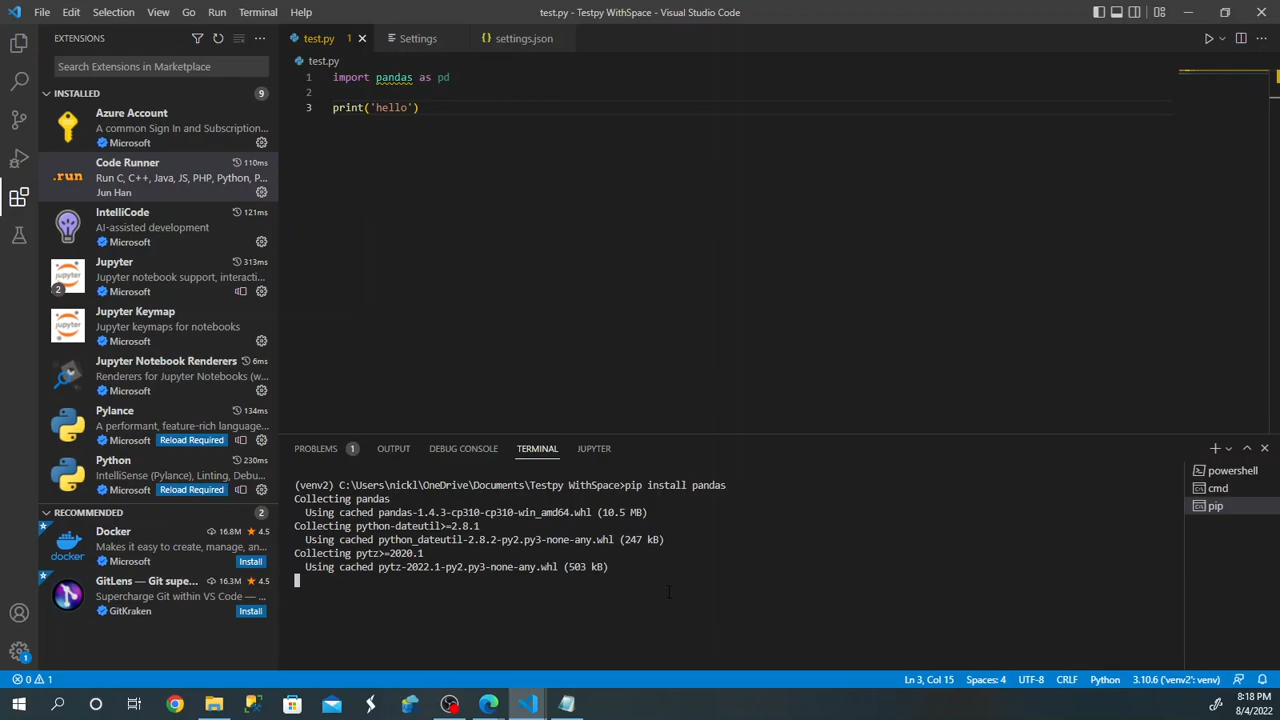 File Edit Selection View Go Run Terminal Help
test.py - Testpy WithSpace - Visual Studio Code
EXTENSIONS
Search Extensions in Marketplace
INSTALLED 9
Azure Account
A common Sign In and Subscription...
Microsoft
Code Runner 110ms
.run
Run C, C++, Java, JS, PHP, Python, P...
Jun Han
IntelliCode 121ms
AI-assisted development
Microsoft
Jupyter 313ms
jupyter
Jupyter notebook support, interacti...
2
Microsoft
Jupyter Keymap
jupyter
Jupyter keymaps for notebooks
Microsoft
Jupyter Notebook Renderers 6ms
Renderers for Jupyter Notebooks (w...
Microsoft
Pylance 134ms
A performant, feature-rich language...
Microsoft Reload Required
Python 230ms
IntelliSense (Pylance), Linting, Debu...
Microsoft Reload Required
RECOMMENDED 2
Docker 16.8M 4.5
Makes it easy to create, manage, an...
docker
Docker Install
GitLens — Git supe... 16.3M 4.5
Supercharge Git within VS Code — ...
GitKraken Install
1
test.py 1 Settings settings.json
test.py
1 import pandas as pd
2
3 print('hello')
PROBLEMS 1 OUTPUT DEBUG CONSOLE TERMINAL JUPYTER
(venv2) C:\Users\nickl\OneDrive\Documents\Testpy WithSpace>pip install pandas
Collecting pandas
Using cached pandas-1.4.3-cp310-cp310-win_amd64.whl (10.5 MB)
Collecting python-dateutil>=2.8.1
Using cached python_dateutil-2.8.2-py2.py3-none-any.whl (247 kB)
Collecting pytz>=2020.1
Using cached pytz-2022.1-py2.py3-none-any.whl (503 kB)
powershell
cmd
pip
0 1 Ln 3, Col 15 Spaces: 4 UTF-8 CRLF Python 3.10.6 ('venv2': venv)
8:18 PM
8/4/2022